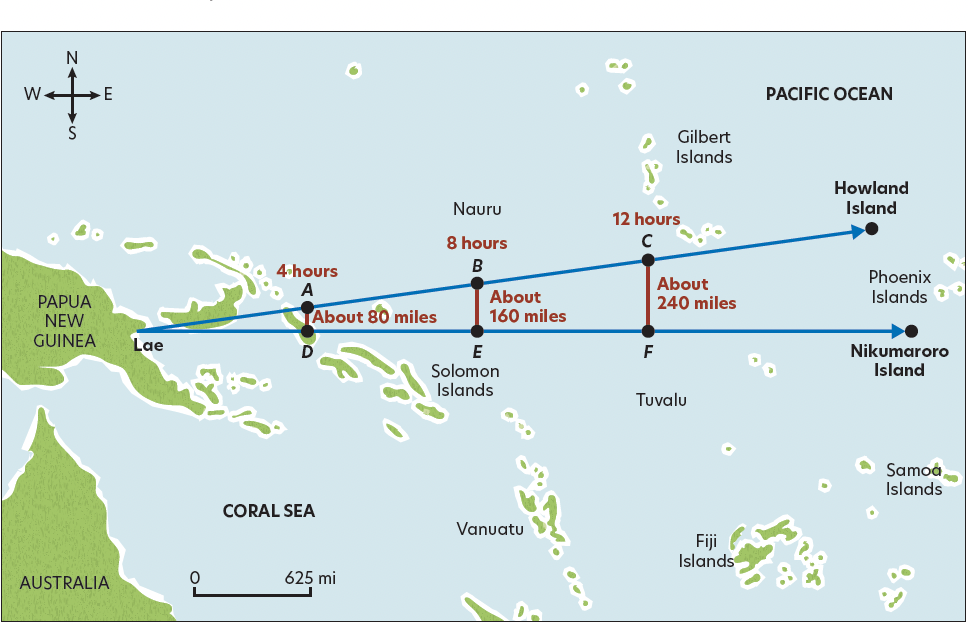 N
W
E
S
PACIFIC OCEAN
Gilbert
Islands
Howland
Island
Nauru
12 hours
C
8 hours
B
4 hours
A
Phoenix
Islands
About
240 miles
About
160 miles
About 80 miles
PAPUA
NEW
GUINEA
Lae
D
E
F
Nikumaroro
Island
Solomon
Islands
Tuvalu
Samoa
Islands
CORAL SEA
Vanuatu
Fiji
Islands
AUSTRALIA
0
625 mi